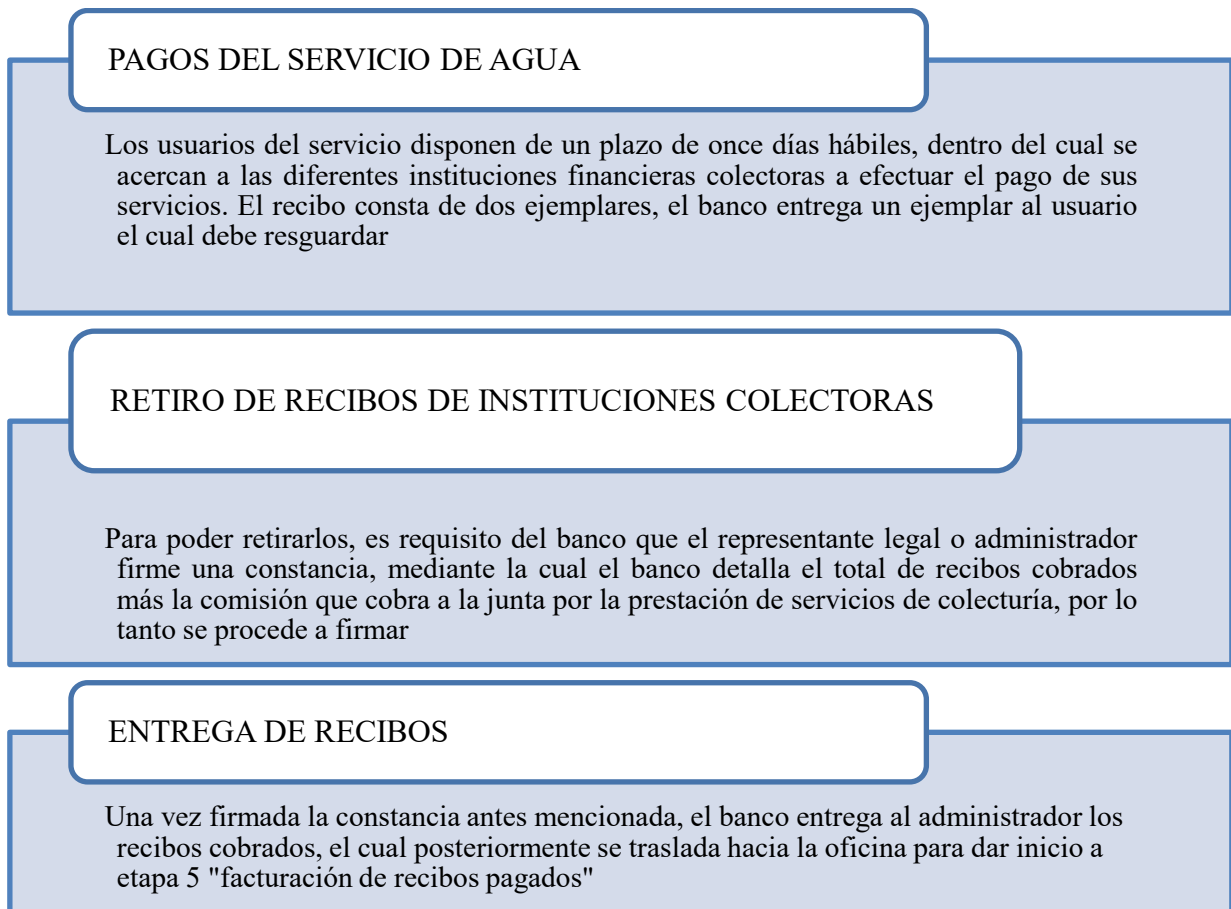 PAGOS DEL SERVICIO DE AGUA
Los usuarios del servicio disponen de un plazo de once días hábiles, dentro del cual se
acercan a las diferentes instituciones financieras colectoras a efectuar el pago de sus
servicios. El recibo consta de dos ejemplares, el banco entrega un ejemplar al usuario
el cual debe resguardar
RETIRO DE RECIBOS DE INSTITUCIONES COLECTORAS
Para poder retirarlos, es requisito del banco que el representante legal o administrador
firme una constancia, mediante la cual el banco detalla el total de recibos cobrados
más la comisión que cobra a la junta por la prestación de servicios de colecturía, por lo
tanto se procede a firmar
ENTREGA DE RECIBOS
Una vez firmada la constancia antes mencionada, el banco entrega al administrador los
recibos cobrados, el cual posteriormente se traslada hacia la oficina para dar inicio a
etapa 5 "facturación de recibos pagados"